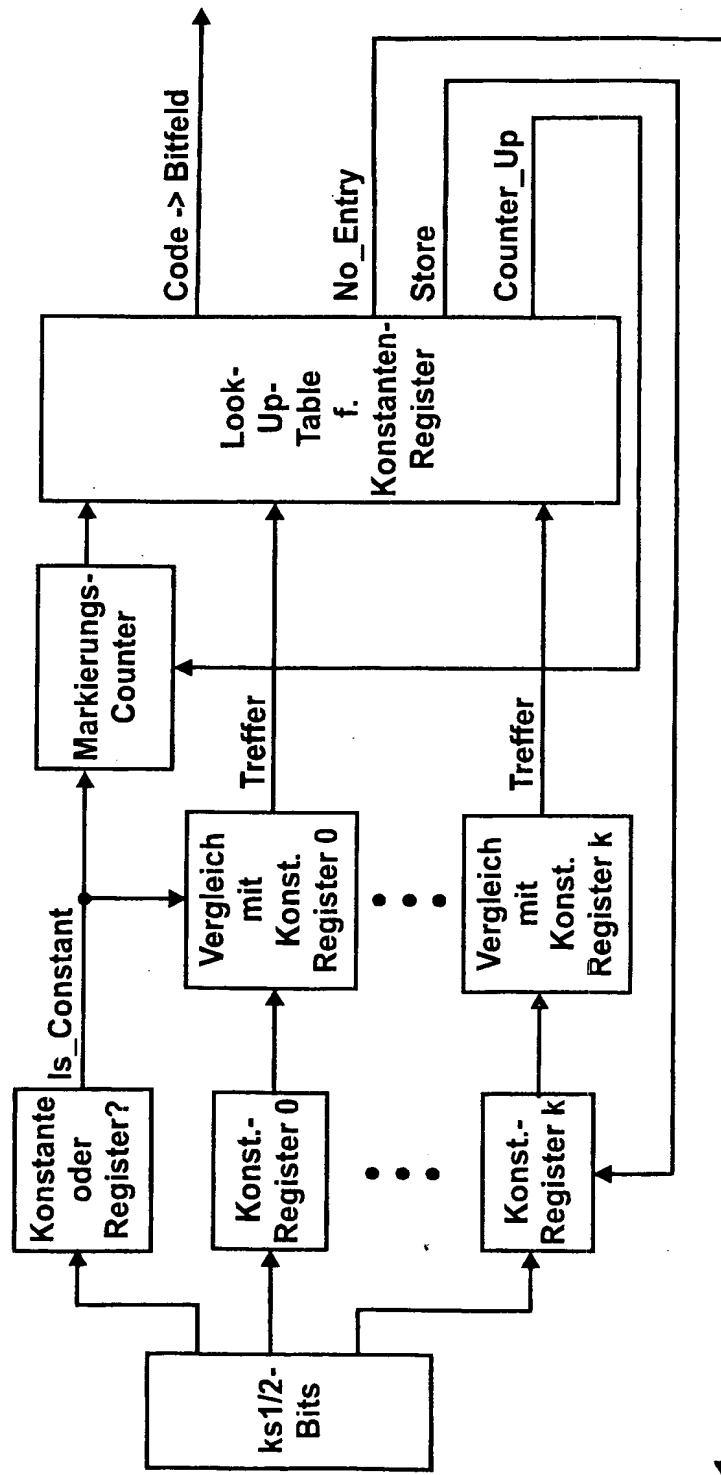 ks1/2-
Bits
Konstante
oder
Register?
Konst.-
Register 0
Konst.-
Register k
Is_Constant
Vergleich
mit
Konst.
Register 0
Vergleich
mit
Konst.
Register k
Treffer
Treffer
Markierungs-
Counter
Look-
Up-
Table
f.
Konstanten-
Register
Code -> Bitfeld
No_Entry
Store
Counter_Up